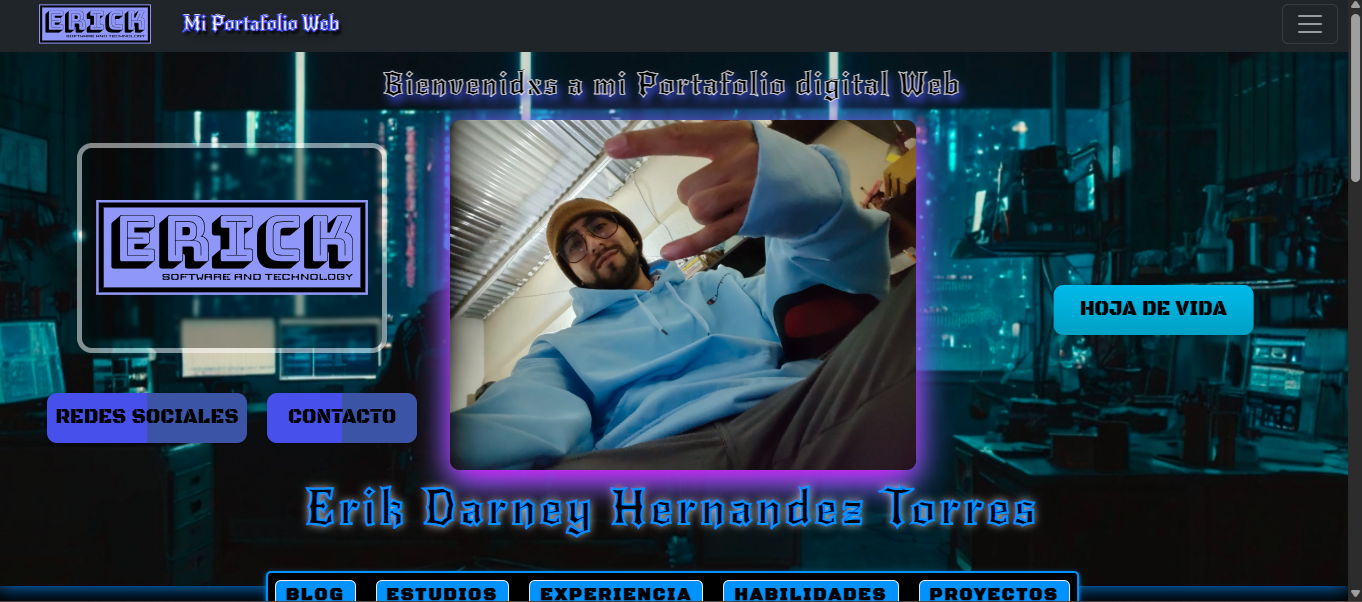 ERICK
SOFTWARE AND TECHNOLOGY
Mi Portafolio Web
Bienvenidxs a mi Portafolio digital Web
ERICK
SOFTWARE AND TECHNOLOGY
HOJA DE VIDA
REDES SOCIALES
CONTACTO
Erik Darney Hernandez Torres
BLOG
ESTUDIOS
EXPERIENCIA
HABILIDADES
PROYECTOS